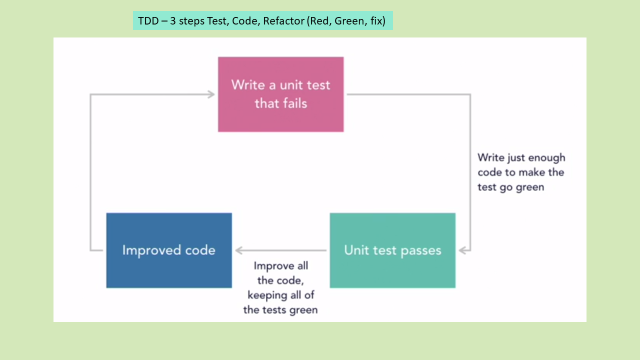 TDD – 3 steps Test, Code, Refactor (Red, Green, fix)
Write a unit test
that fails
Write just enough
code to make the
test go green
Improved code
Unit test passes
Improve all
the code,
keeping all of
the tests green